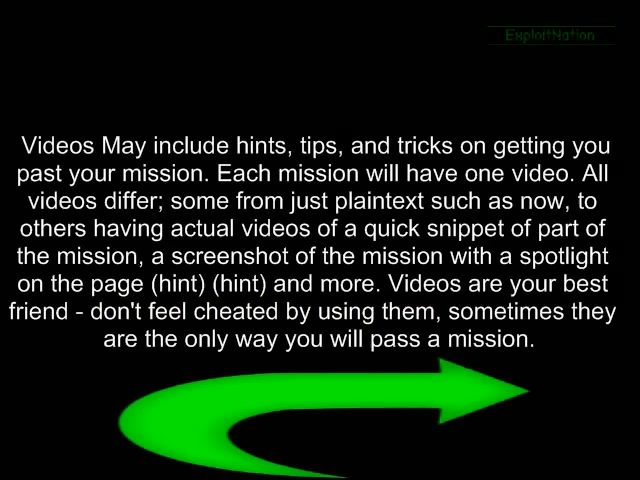 ExploitNation
Videos May include hints, tips, and tricks on getting you
past your mission. Each mission will have one video. All
videos differ; some from just plaintext such as now, to
others having actual videos of a quick snippet of part of
the mission, a screenshot of the mission with a spotlight
on the page (hint) (hint) and more. Videos are your best
friend - don't feel cheated by using them, sometimes they
are the only way you will pass a mission.